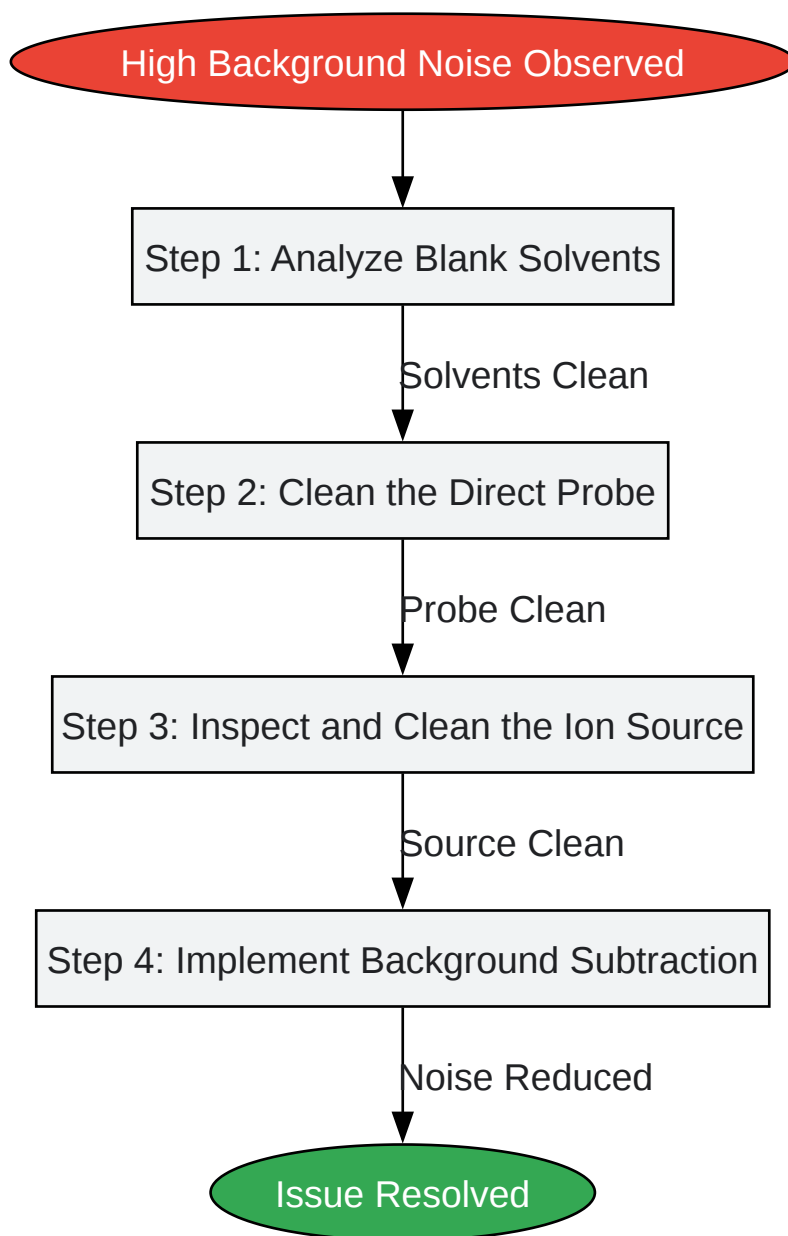 High Background Noise Observed
Step 1: Analyze Blank Solvents
Solvents Clean
Step 2: Clean the Direct Probe
Probe Clean
Step 3: Inspect and Clean the Ion Source
Source Clean
Step 4: Implement Background Subtraction
Noise Reduced
Issue Resolved